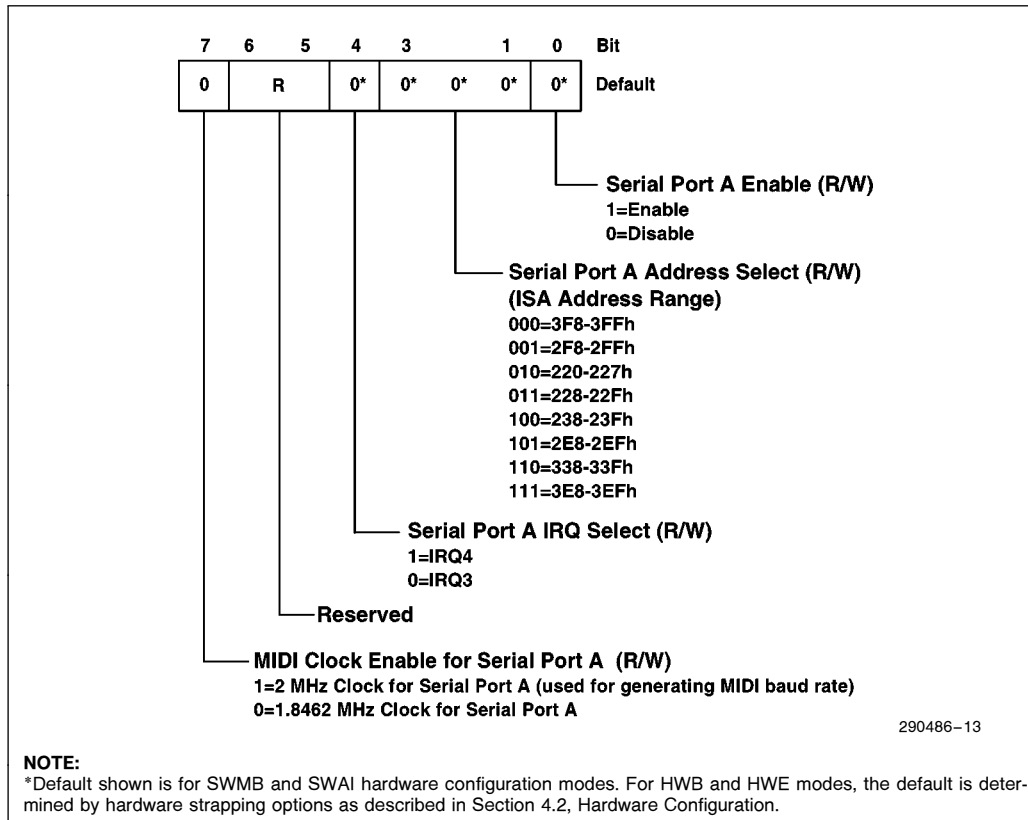 7 6 5 4 3 1 0 Bit
0 R 0* 0* 0* 0* 0* Default
Serial Port A Enable (R/W)
1=Enable
0=Disable
Serial Port A Address Select (R/W)
(ISA Address Range)
000=3F8-3FFh
001=2F8-2FFh
010=220-227h
011=228-22Fh
100=238-23Fh
101=2E8-2EFh
110=338-33Fh
111=3E8-3EFh
Serial Port A IRQ Select (R/W)
1=IRQ4
0=IRQ3
Reserved
MIDI Clock Enable for Serial Port A (R/W)
1=2 MHz Clock for Serial Port A (used for generating MIDI baud rate)
0=1.8462 MHz Clock for Serial Port A
290486–13
NOTE:
*Default shown is for SWMB and SWAI hardware configuration modes. For HWB and HWE modes, the default is deter-
mined by hardware strapping options as described in Section 4.2, Hardware Configuration.